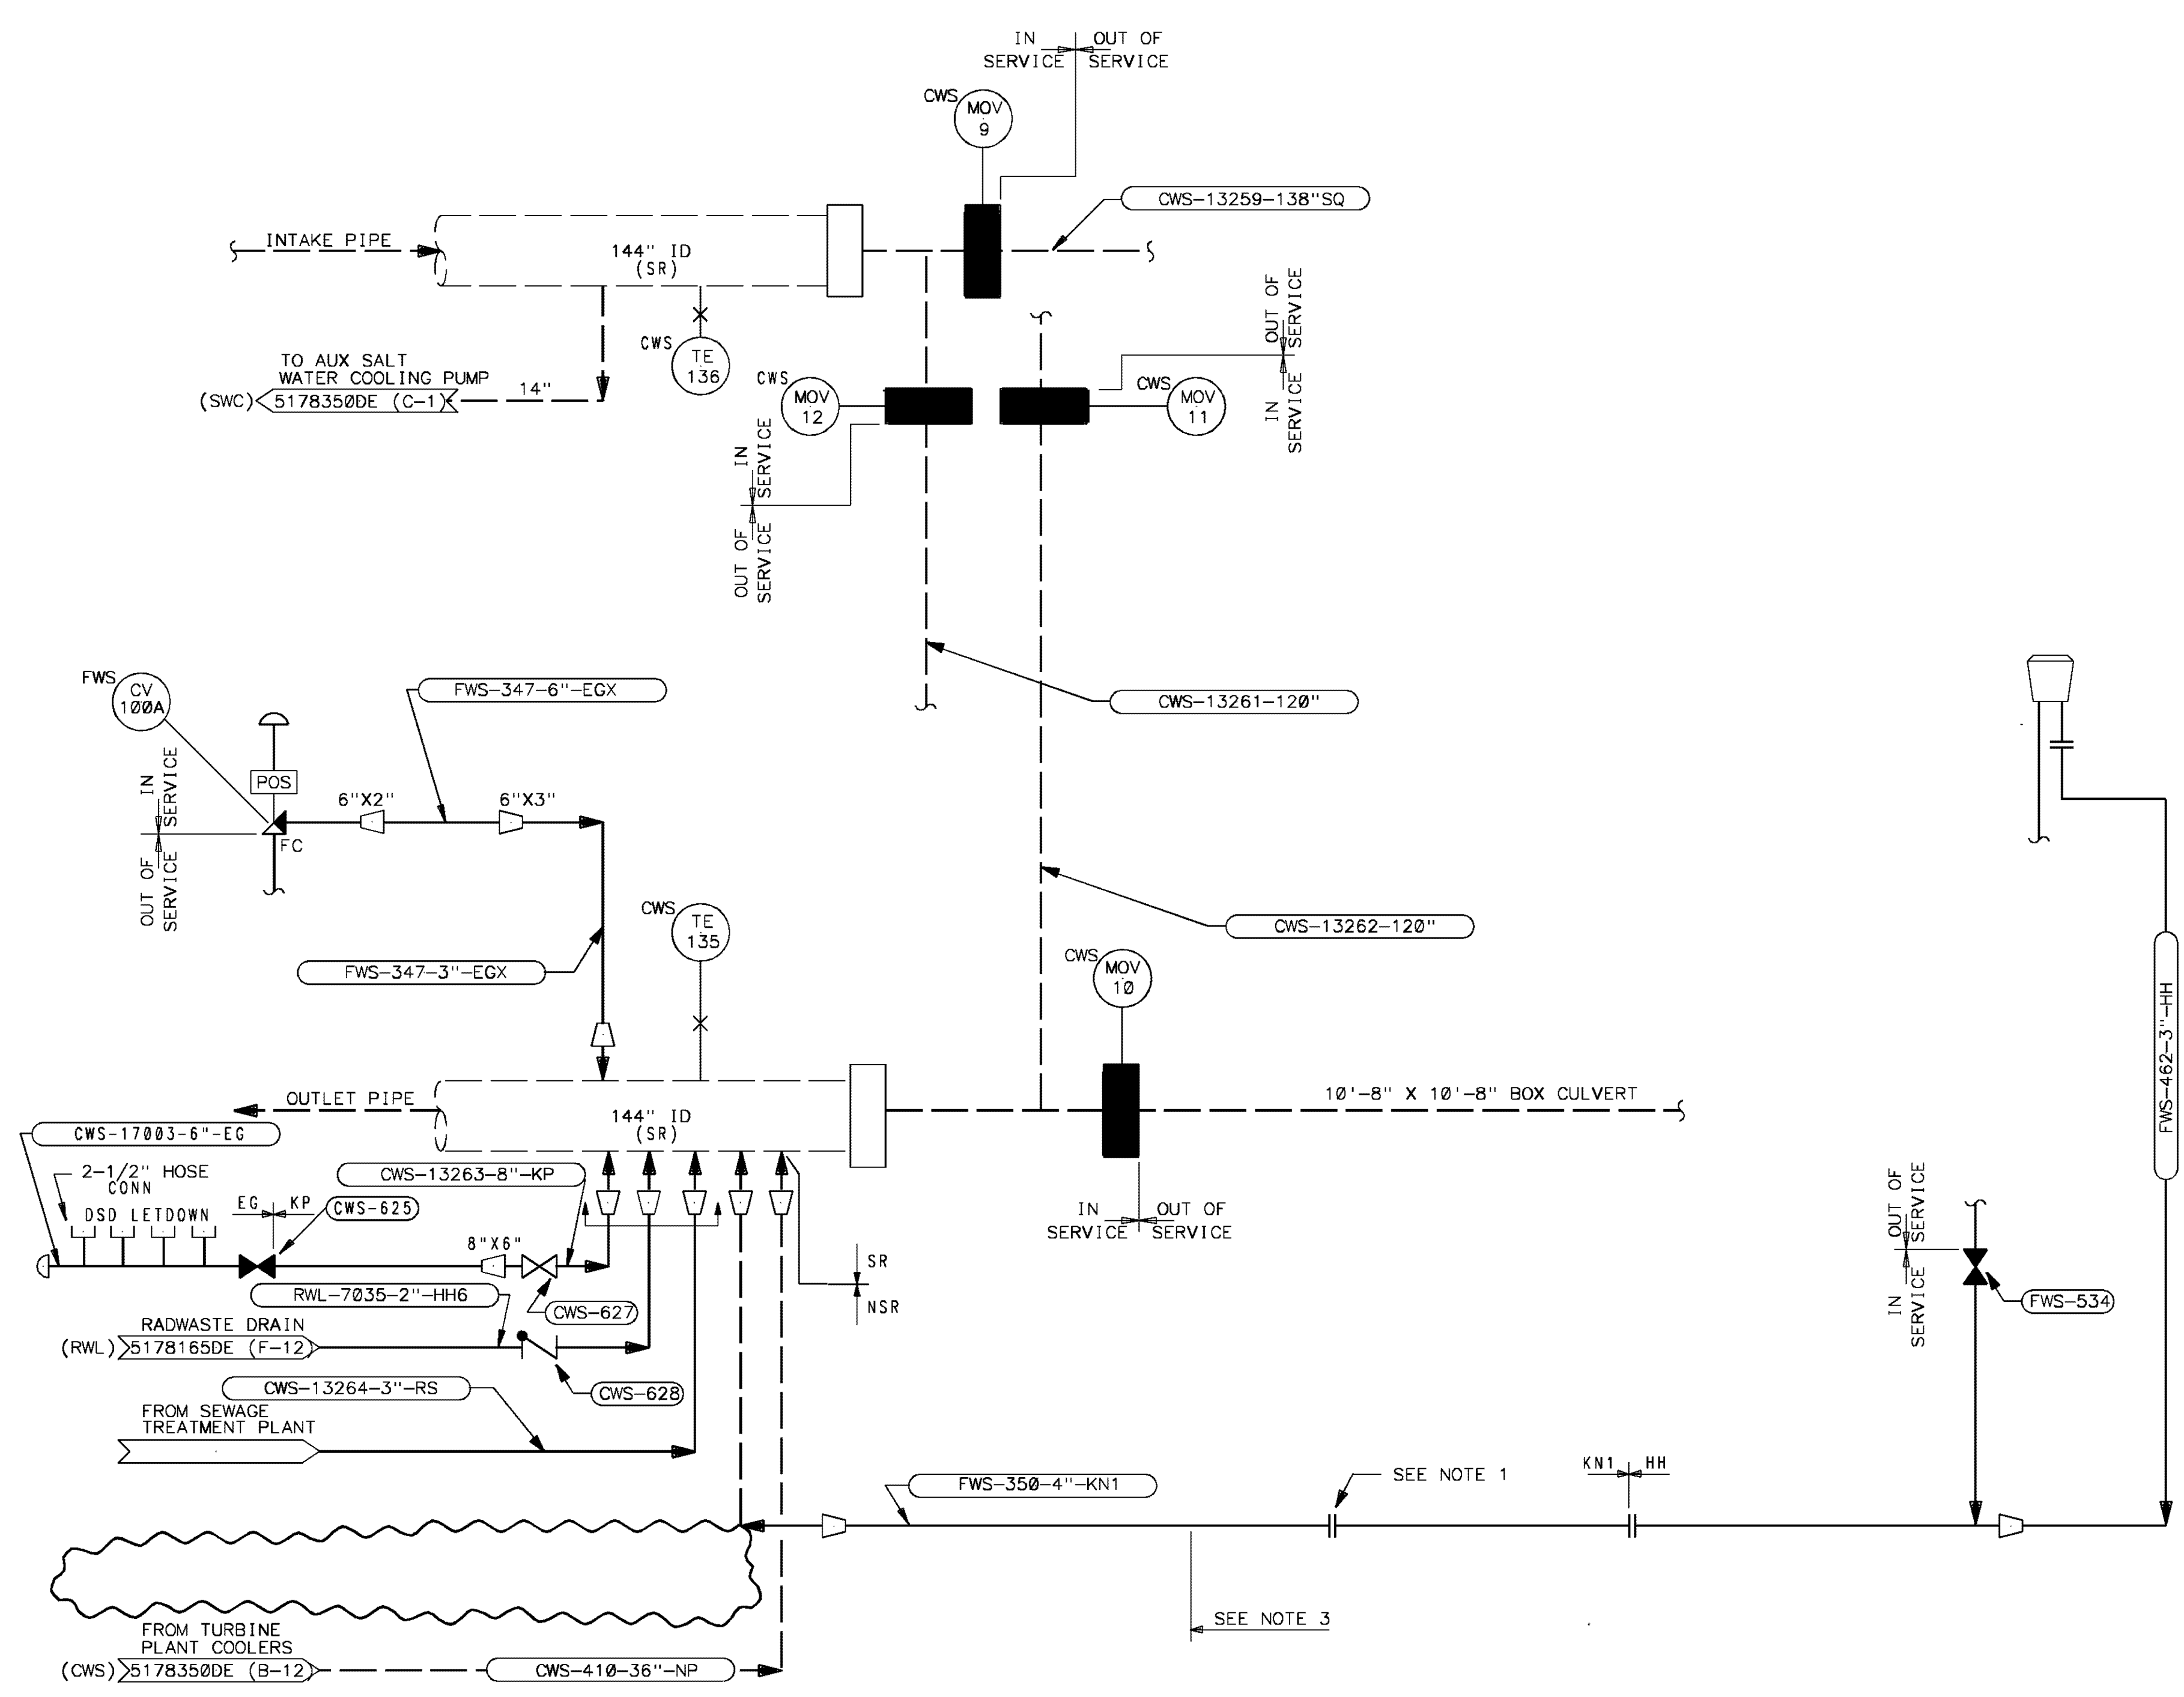 IN OUT OF
SERVICE SERVICE
CWS MOV
9
CWS-13259-138"SQ
INTAKE PIPE
144" ID
(SR)
OUT OF
SERVICE
IN
SERVICE
CWS
TE
136
TO AUX SALT
WATER COOLING PUMP
(SWC) 5178350DE (C-1)
14"
CWS
MOV
12
CWS
MOV
11
IN
SERVICE
OUT OF
SERVICE
FWS
CV
100A
FWS-347-6"-EGX
CWS-13261-120"
IN
SERVICE
POS
6"X2"
6"X3"
FC
OUT OF
SERVICE
CWS
TE
135
CWS-13262-120"
FWS-347-3"-EGX
CWS
MOV
10
FWS-462-3"-HH
OUTLET PIPE
144" ID
(SR)
10'-8" X 10'-8" BOX CULVERT
CWS-17003-6"-EG
2-1/2" HOSE
CONN
CWS-13263-8"-KP
DSD LETDOWN
EG KP
CWS-625
IN OUT OF
SERVICE SERVICE
OUT OF
SERVICE
IN
SERVICE
8"X6"
SR
NSR
RWL-7035-2"-HH6
CWS-627
FWS-534
RADWASTE DRAIN
(RWL) 5178165DE (F-12)
CWS-628
CWS-13264-3"-RS
FROM SEWAGE
TREATMENT PLANT
FWS-350-4"-KN1
SEE NOTE 1
KN1 HH
SEE NOTE 3
FROM TURBINE
PLANT COOLERS
(CWS) 5178350DE (B-12)
CWS-410-36"-NP